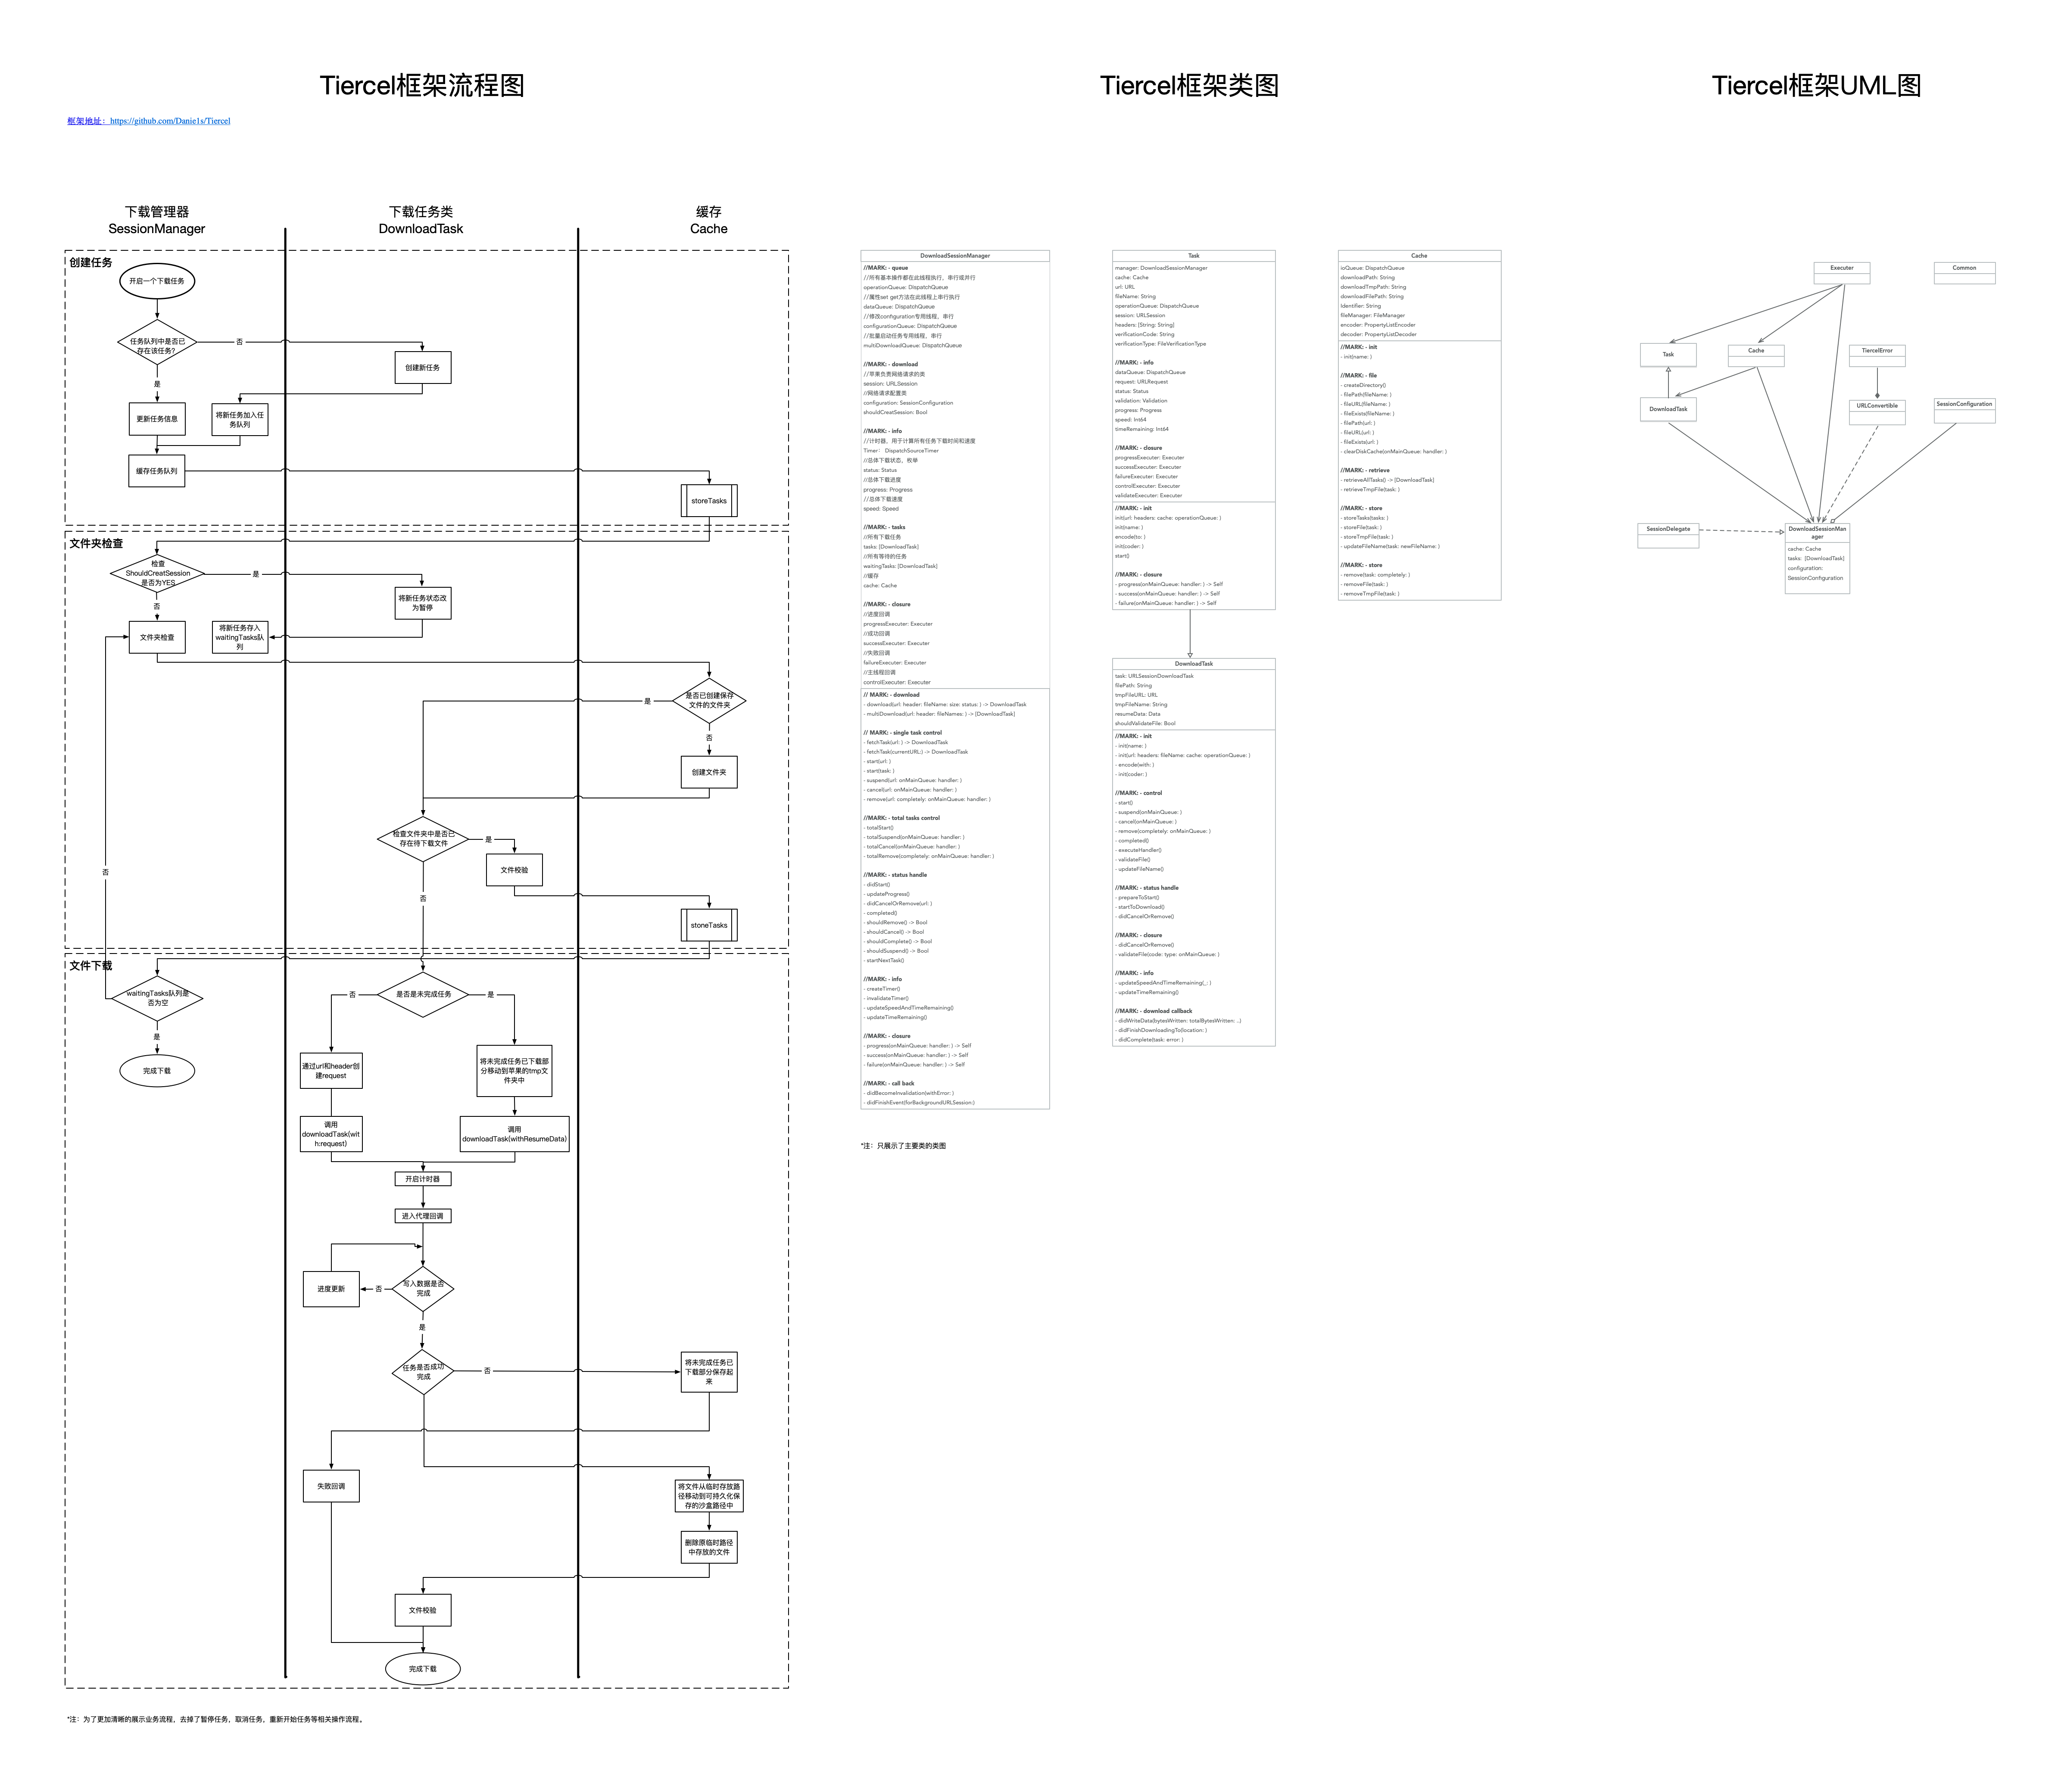 Tiercel框架流程图
框架地址：https://github.com/Danie1s/Tiercel
下载管理器
SessionManager
下载任务类
DownloadTask
缓存
Cache
创建任务
开启一个下载任务
任务队列中是否已
存在该任务?
否
创建新任务
是
更新任务信息
将新任务加入任
务队列
缓存任务队列
storeTasks
文件夹检查
检查
ShouldCreatSession
是否为YES
是
将新任务状态改
为暂停
否
文件夹检查
将新任务存入
waitingTasks队
列
是否已创建保存
文件的文件夹
是
否
创建文件夹
检查文件夹中是否已
存在待下载文件
是
文件校验
否
否
stoneTasks
文件下载
waitingTasks队列是
否为空
是
完成下载
是否是未完成任务
否
是
通过url和header创
建request
将未完成任务已下载部
分移动到苹果的tmp文
件夹中
调用
downloadTask(wit
h:request)
调用
downloadTask(withResumeData)
开启计时器
进入代理回调
写入数据是否
完成
否
进度更新
是
任务是否成功
完成
否
将未完成任务已
下载部分保存起
来
失败回调
将文件从临时存放路
径移动到可持久化保
存的沙盒路径中
删除原临时路径
中存放的文件
文件校验
完成下载
*注：为了更加清晰的展示业务流程，去掉了暂停任务，取消任务，重新开始任务等相关操作流程。
Tiercel框架类图
DownloadSessionManager
//MARK: - queue
//所有基本操作都在此线程执行，串行或并行
operationQueue: DispatchQueue
//属性set get方法在此线程上串行执行
dataQueue: DispatchQueue
//修改configuration专用线程，串行
configurationQueue: DispatchQueue
//批量启动任务专用线程，串行
multiDownloadQueue: DispatchQueue
//MARK: - download
//苹果负责网络请求的类
session: URLSession
//网络请求配置类
configuration: SessionConfiguration
shouldCreatSession: Bool
//MARK: - info
//计时器，用于计算所有任务下载时间和速度
Timer： DispatchSourceTimer
//总体下载状态，枚举
status: Status
//总体下载进度
progress: Progress
//总体下载速度
speed: Speed
//MARK: - tasks
//所有下载任务
tasks: [DownloadTask]
//所有等待的任务
waitingTasks: [DownloadTask]
//缓存
cache: Cache
//MARK: - closure
//进度回调
progressExecuter: Executer
//成功回调
successExecuter: Executer
//失败回调
failureExecuter: Executer
//主线程回调
controlExecuter: Executer
// MARK: - download
- download(url: header: fileName: size: status: ) -> DownloadTask
- multiDownload(url: header: fileNames: ) -> [DownloadTask]
// MARK: - single task control
- fetchTask(url: ) -> DownloadTask
- fetchTask(currentURL:) -> DownloadTask
- start(url: )
- start(task: )
- suspend(url: onMainQueue: handler: )
- cancel(url: onMainQueue: handler: )
- remove(url: completely: onMainQueue: handler: )
//MARK: - total tasks control
- totalStart()
- totalSuspend(onMainQueue: handler: )
- totalCancel(onMainQueue: handler: )
- totalRemove(completely: onMainQueue: handler: )
//MARK: - status handle
- didStart()
- updateProgress()
- didCancelOrRemove(url: )
- completed()
- shouldRemove() -> Bool
- shouldCancel() -> Bool
- shouldComplete() -> Bool
- shouldSuspend() -> Bool
- startNextTask()
//MARK: - info
- createTimer()
- invalidateTimer()
- updateSpeedAndTimeRemaining()
- updateTimeRemaining()
//MARK: - closure
- progress(onMainQueue: handler: ) -> Self
- success(onMainQueue: handler: ) -> Self
- failure(onMainQueue: handler: ) -> Self
//MARK: - call back
- didBecomeInvalidation(withError: )
- didFinishEvent(forBackgroundURLSession:)
*注：只展示了主要类的类图
Task
manager: DownloadSessionManager
cache: Cache
url: URL
fileName: String
operationQueue: DispatchQueue
session: URLSession
headers: [String: String]
verificationCode: String
verificationType: FileVerificationType
//MARK: - info
dataQueue: DispatchQueue
request: URLRequest
status: Status
validation: Validation
progress: Progress
speed: Int64
timeRemaining: Int64
//MARK: - closure
progressExecuter: Executer
successExecuter: Executer
failureExecuter: Executer
controlExecuter: Executer
validateExecuter: Executer
//MARK: - init
init(url: headers: cache: operationQueue: )
init(name: )
encode(to: )
init(coder: )
start()
//MARK: - closure
- progress(onMainQueue: handler: ) -> Self
- success(onMainQueue: handler: ) -> Self
- failure(onMainQueue: handler: ) -> Self
DownloadTask
task: URLSessionDownloadTask
filePath: String
tmpFileURL: URL
tmpFileName: String
resumeData: Data
shouldValidateFile: Bool
//MARK: - init
- init(name: )
- init(url: headers: fileName: cache: operationQueue: )
- encode(with: )
- init(coder: )
//MARK: - control
- start()
- suspend(onMainQueue: )
- cancel(onMainQueue: )
- remove(completely: onMainQueue: )
- completed()
- executeHandler()
- validateFile()
- updateFileName()
//MARK: - status handle
- prepareToStart()
- startToDownload()
- didCancelOrRemove()
//MARK: - closure
- didCancelOrRemove()
- validateFile(code: type: onMainQueue: )
//MARK: - info
- updateSpeedAndTimeRemaining(_: )
- updateTimeRemaining()
//MARK: - download callback
- didWriteData(bytesWritten: totalBytesWritten: ..)
- didFinishDownloadingTo(location: )
- didComplete(task: error: )
Cache
ioQueue: DispatchQueue
downloadPath: String
downloadTmpPath: String
downloadFilePath: String
Identifier: String
fileManager: FileManager
encoder: PropertyListEncoder
decoder: PropertyListDecoder
//MARK: - init
- init(name: )
//MARK: - file
- createDirectory()
- filePath(fileName: )
- fileURL(fileName: )
- fileExists(fileName: )
- filePath(url: )
- fileURL(url: )
- fileExists(url: )
- clearDiskCache(onMainQueue: handler: )
//MARK: - retrieve
- retrieveAllTasks() -> [DownloadTask]
- retrieveTmpFile(task: )
//MARK: - store
- storeTasks(tasks: )
- storeFile(task: )
- storeTmpFile(task: )
- updateFileName(task: newFileName: )
//MARK: - store
- remove(task: completely: )
- removeFile(task: )
- removeTmpFile(task: )
Tiercel框架UML图
Executer
Common
Task
Cache
TiercelError
DownloadTask
URLConvertible
SessionConfiguration
SessionDelegate
DownloadSessionMan
ager
cache: Cache
tasks: [DownloadTask]
configuration:
SessionConfiguration